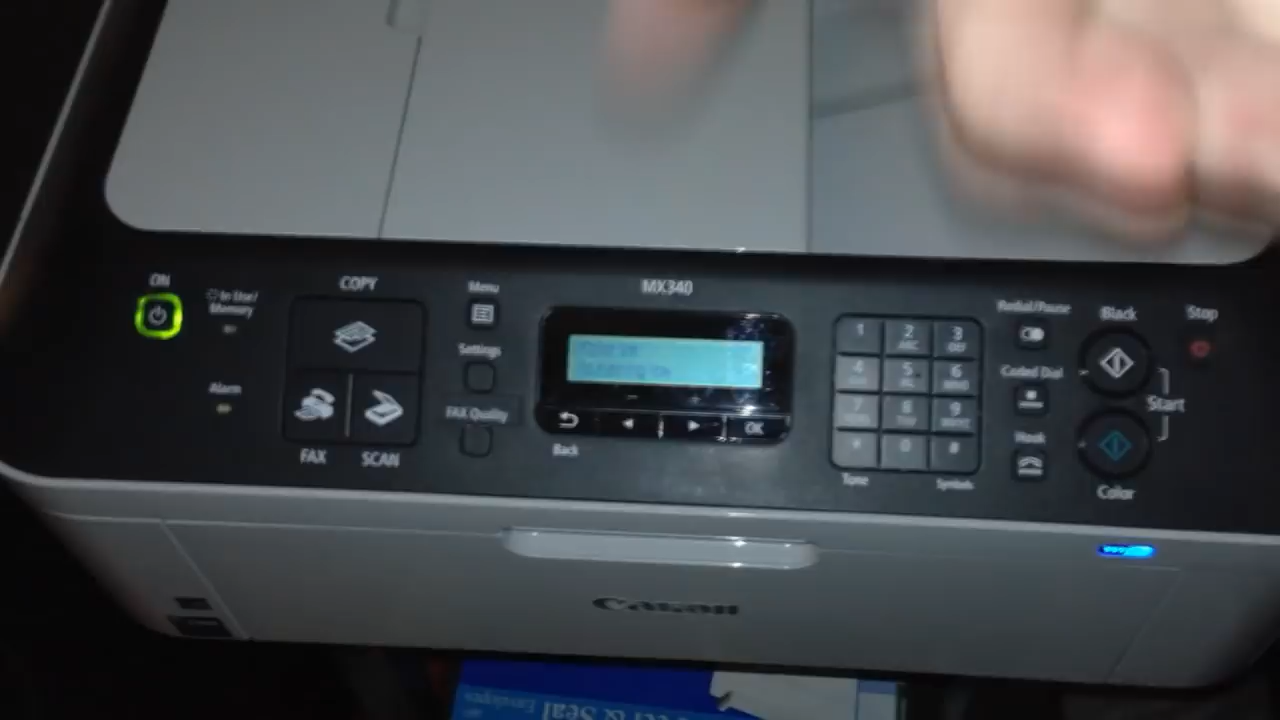 ON
In Use/
Memory
Alarm
COPY
FAX
SCAN
Menu
Settings
FAX Quality
MX340
Back
OK
1
2
ABC
3
DEF
4
5
6
7
8
9
*
0
#
Tone
Symbols
Redial/Pause
Coded Dial
Hook
Black
Start
Color
Stop
Canon
& Seal Envelopes